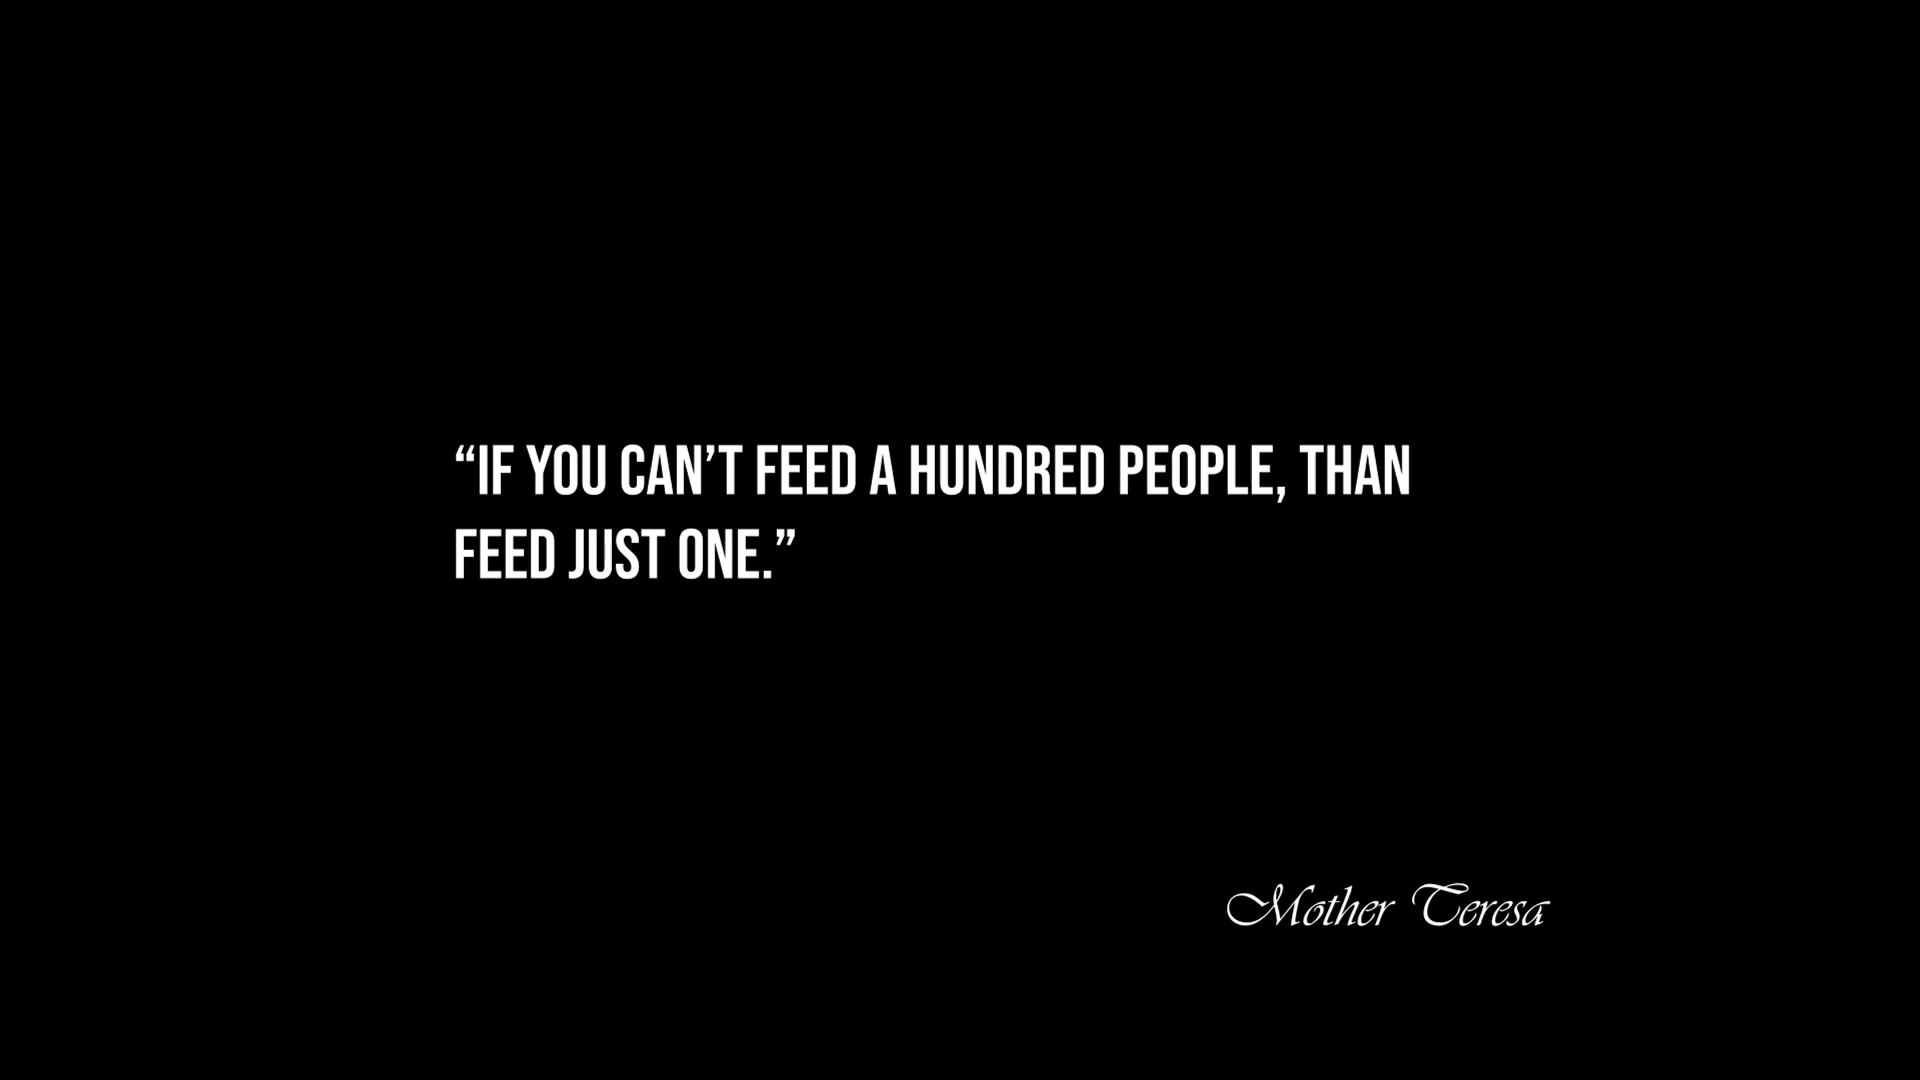 “IF YOU CAN’T FEED A HUNDRED PEOPLE, THAN
FEED JUST ONE.”
Mother Teresa